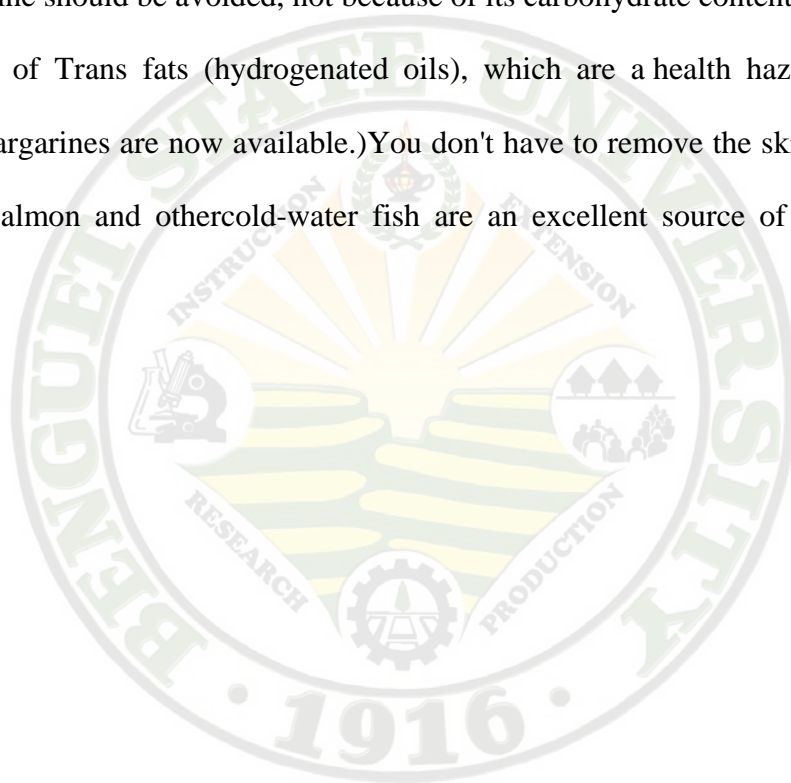 ine should be avoided, not because of its carbohydrate content
of Trans fats (hydrogenated oils), which are a health haz
argarines are now available.)You don't have to remove the sk
almon and othercold-water fish are an excellent source of
BENGUET STATE UNIVERSITY
INSTRUCTION
EXTENSION
RESEARCH
PRODUCTION
1916